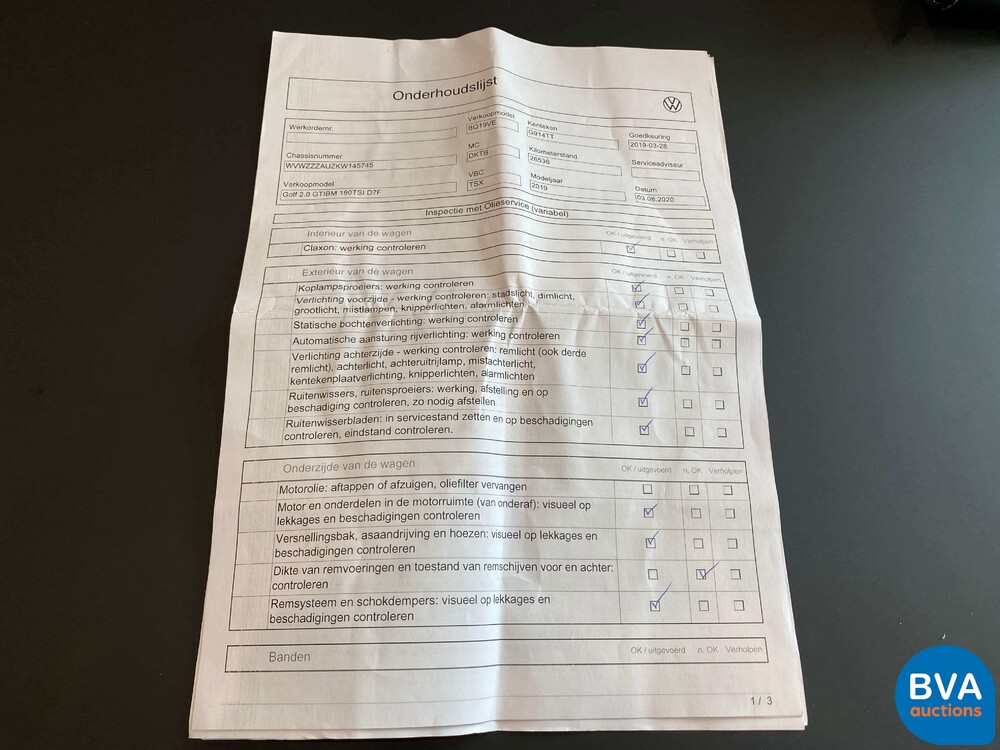 Onderhoudslijst
Werkordernr.
Verkoopmodel
BQ19VE
Kenteken
G914TT
Goedkeuring
2019-03-28
Chassisnummer
WVWZZZAUZKW145745
MC
DKTB
Kilometerstand
26536
Serviceadviseur
Verkoopmodel
Golf 2.0 GTIBM 180TSI D7F
VBC
TSX
Modeljaar
2019
Datum
03.08.2020
Inspectie met Olieservice (variabel)
Interieur van de wagen OK / uitgevoerd n. OK Verholpen
Claxon: werking controleren
Exterieur van de wagen OK / uitgevoerd n. OK Verholpen
Koplampsproeiers: werking controleren
Verlichting voorzijde - werking controleren: stadslicht, dimlicht,
grootlicht, mistlampen, knipperlichten, alarmlichten
Statische bochtenverlichting: werking controleren
Automatische aansturing rijverlichting: werking controleren
Verlichting achterzijde - werking controleren: remlicht (ook derde
remlicht), achterlicht, achteruitrijlamp, mistachterlicht,
kentekenplaatverlichting, knipperlichten, alarmlichten
Ruitenwissers, ruitensproeiers: werking, afstelling en op
beschadiging controleren, zo nodig afstellen
Ruitenwisserbladen: in servicestand zetten en op beschadigingen
controleren, eindstand controleren.
Onderzijde van de wagen OK / uitgevoerd n. OK Verholpen
Motorolie: aftappen of afzuigen, oliefilter vervangen
Motor en onderdelen in de motorruimte (van onderaf): visueel op
lekkages en beschadigingen controleren
Versnellingsbak, asaandrijving en hoezen: visueel op lekkages en
beschadigingen controleren
Dikte van remvoeringen en toestand van remschijven voor en achter:
controleren
Remsysteem en schokdempers: visueel op lekkages en
beschadigingen controleren
Banden OK / uitgevoerd n. OK Verholpen
1 / 3
BVA
auctions